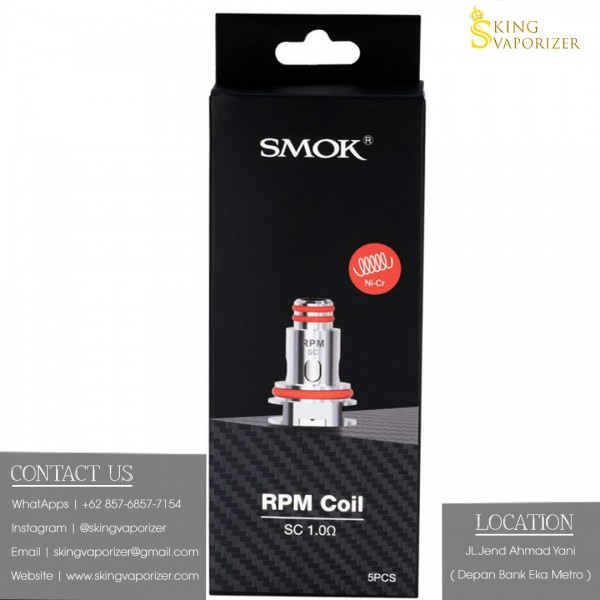 SKING
VAPORIZER
SMOK®
Ni-Cr
RPM
SC
RPM Coil
SC 1.0Ω
5PCS
CONTACT US
WhatApps | +62 857-6857-7154
Instagram | @skingvaporizer
Email | skingvaporizer@gmail.com
Website | www.skingvaporizer.com
LOCATION
JL.Jend Ahmad Yani
( Depan Bank Eka Metro )